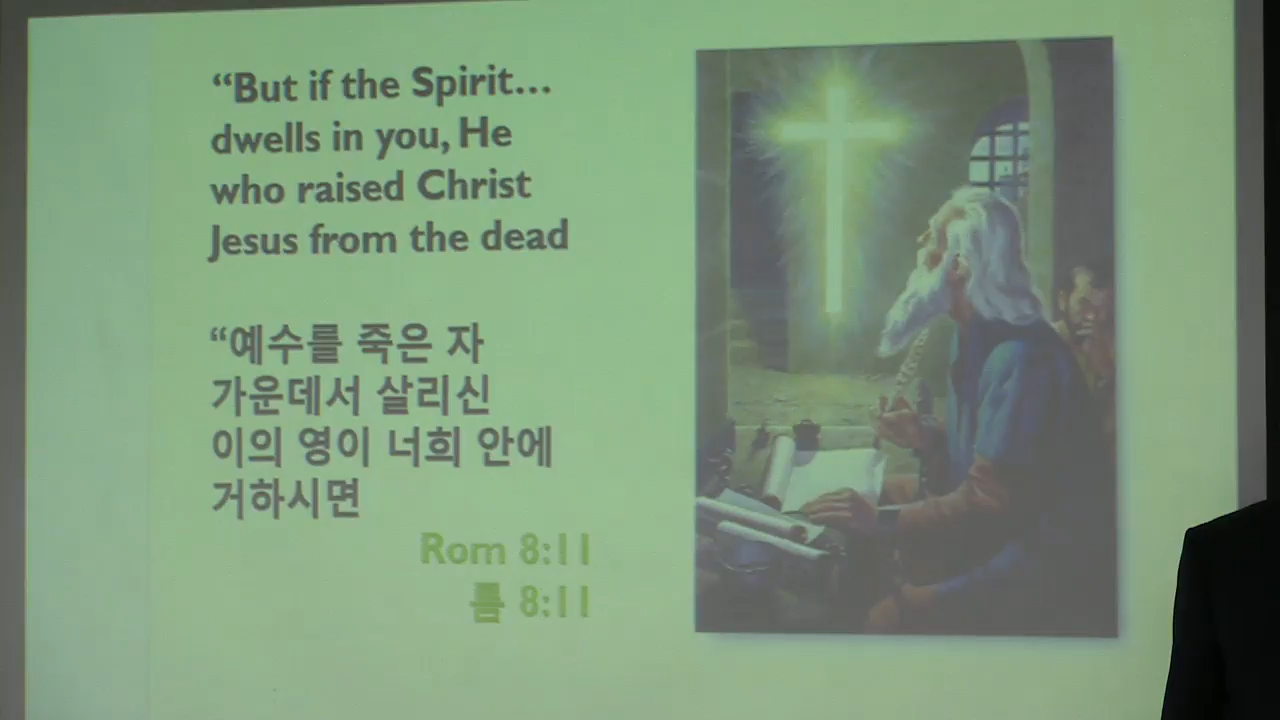 “But if the Spirit...
dwells in you, He
who raised Christ
Jesus from the dead
“예수를 죽은 자
가운데서 살리신
이의 영이 너희 안에
거하시면
Rom 8:11
롬 8:11